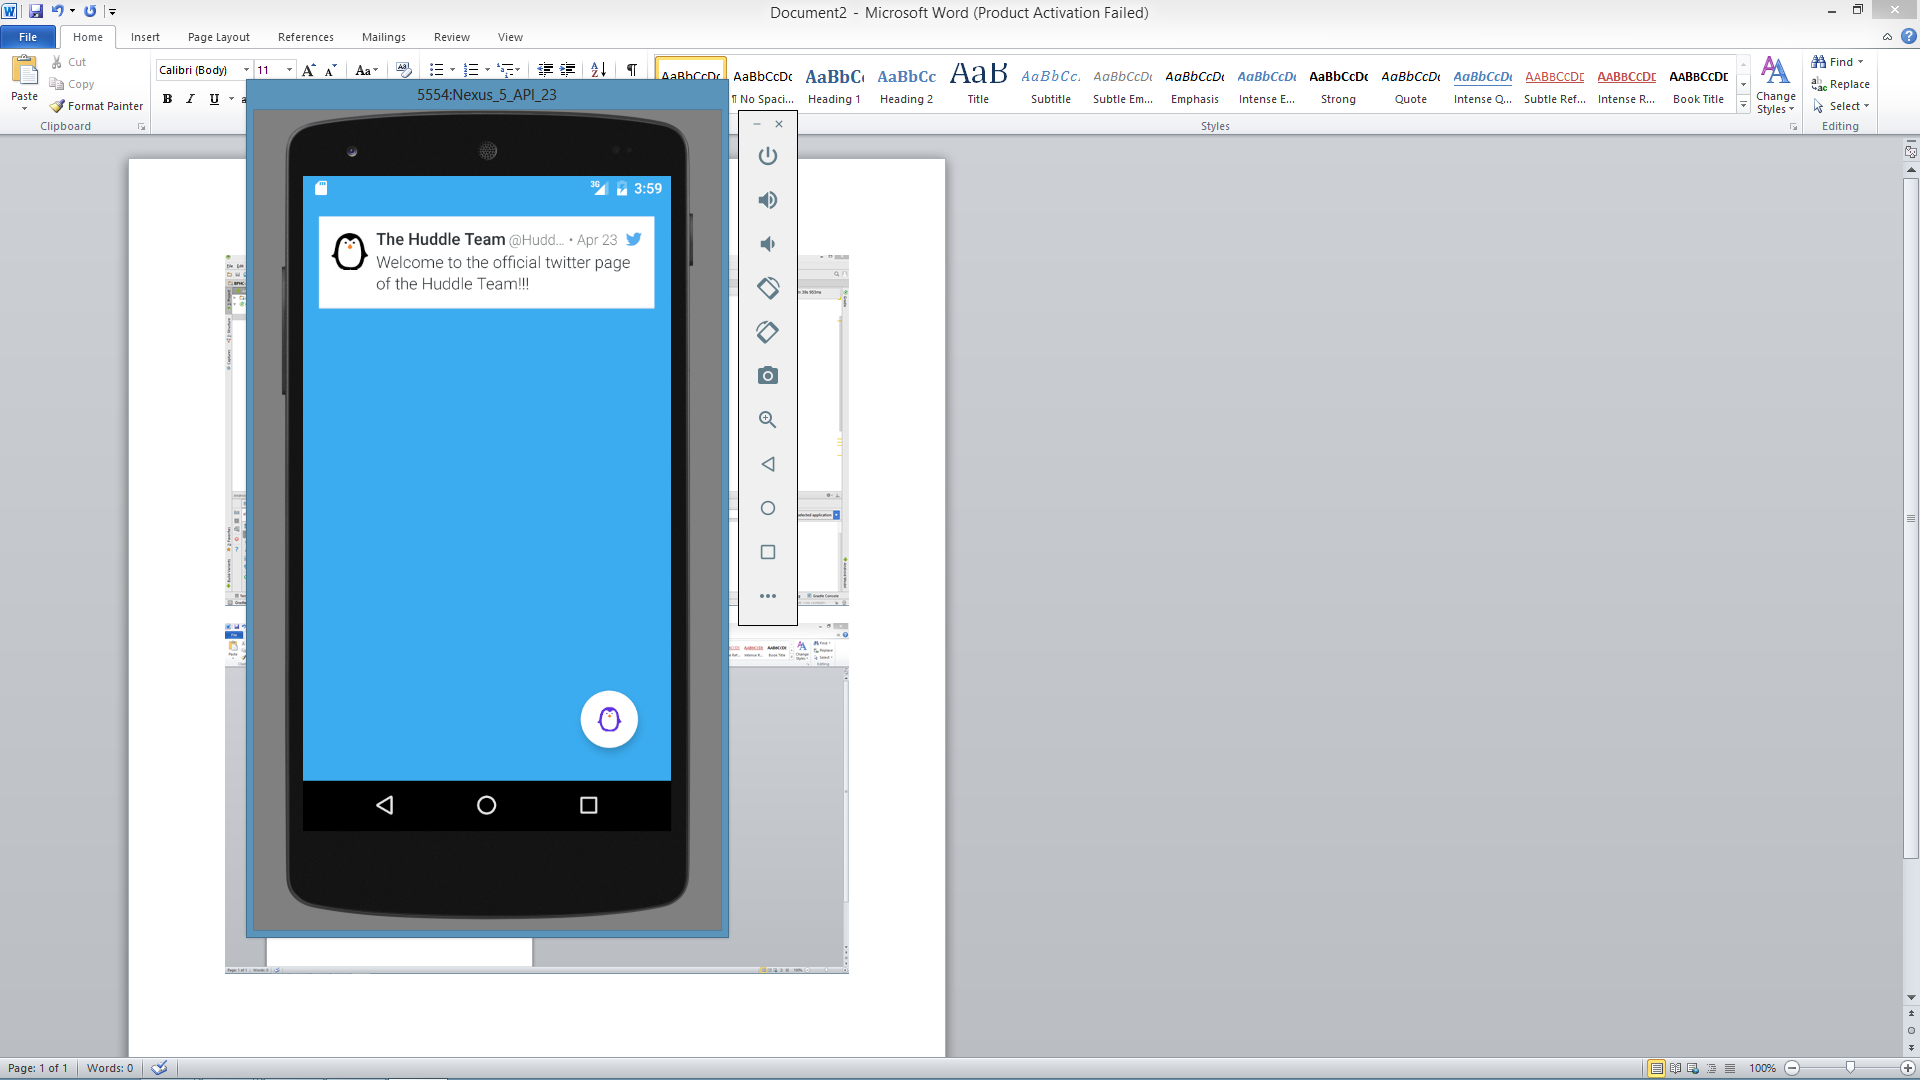 Document2 - Microsoft Word (Product Activation Failed)
File Home Insert Page Layout References Mailings Review View
Paste
Cut
Copy
Format Painter
Clipboard
Calibri (Body) 11
Aa
B I U
AaBbCcDc AaBbCcDc AaBbC AaBbCc AaB AaBbCc. AaBbCcDc AaBbCcDc AaBbCcDc AaBbCcDc AaBbCcDc AaBbCcDc AABBCCDE AABBCCDE AABBCCDE
¶ No Spaci... Heading 1 Heading 2 Title Subtitle Subtle Em... Emphasis Intense E... Strong Quote Intense Q... Subtle Ref... Intense R... Book Title
Change
Styles
Styles
Find
Replace
Select
Editing
5554:Nexus_5_API_23
3G 3:59
The Huddle Team @Hudd... • Apr 23
Welcome to the official twitter page
of the Huddle Team!!!
Page: 1 of 1 Words: 0 100%